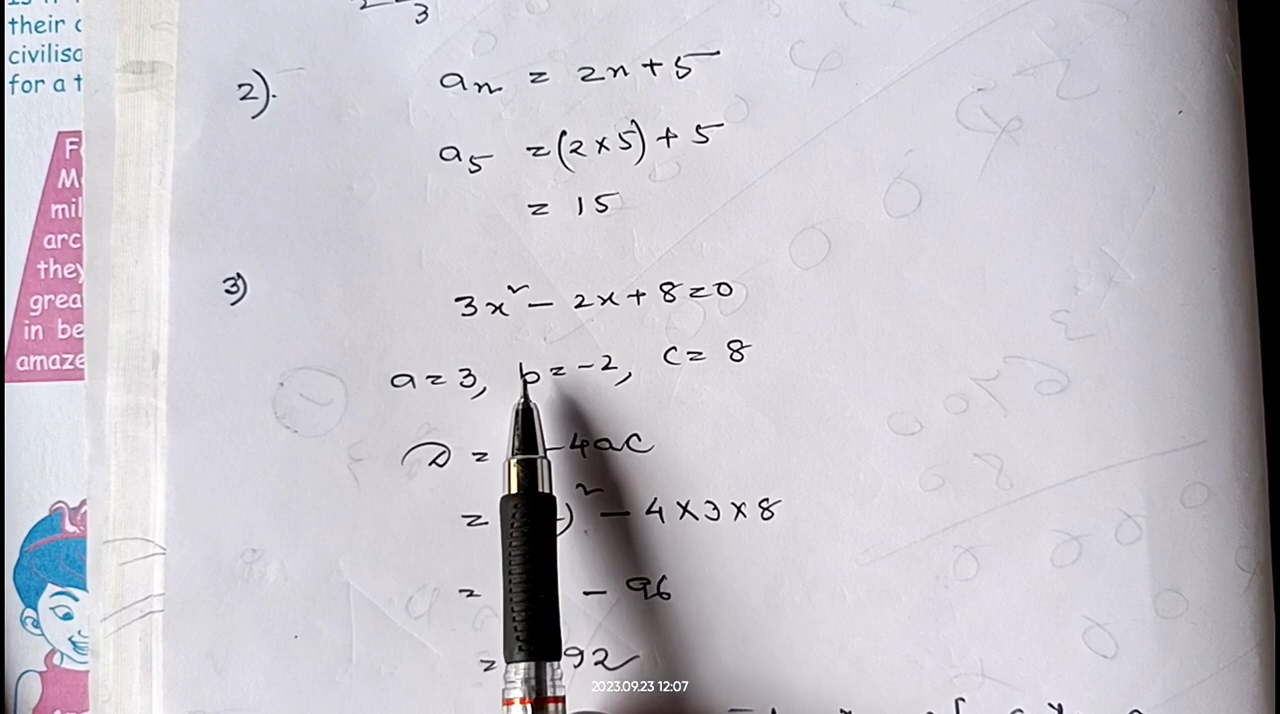 their
civilisa
for a t
F
M
mil
arc
they
grea
in be
amaze
3
2). aₙ = 2n + 5
a₅ = (2 × 5) + 5
= 15
3) 3x² - 2x + 8 = 0
a = 3, b = -2, c = 8
= - 4ac
= )² - 4 × 3 × 8
= - 96
= 92
2023.09.23 12:07